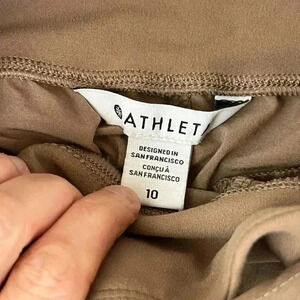 ATHLET
DESIGNED IN
SAN FRANCISCO
CONÇU À
SAN FRANCISCO
10